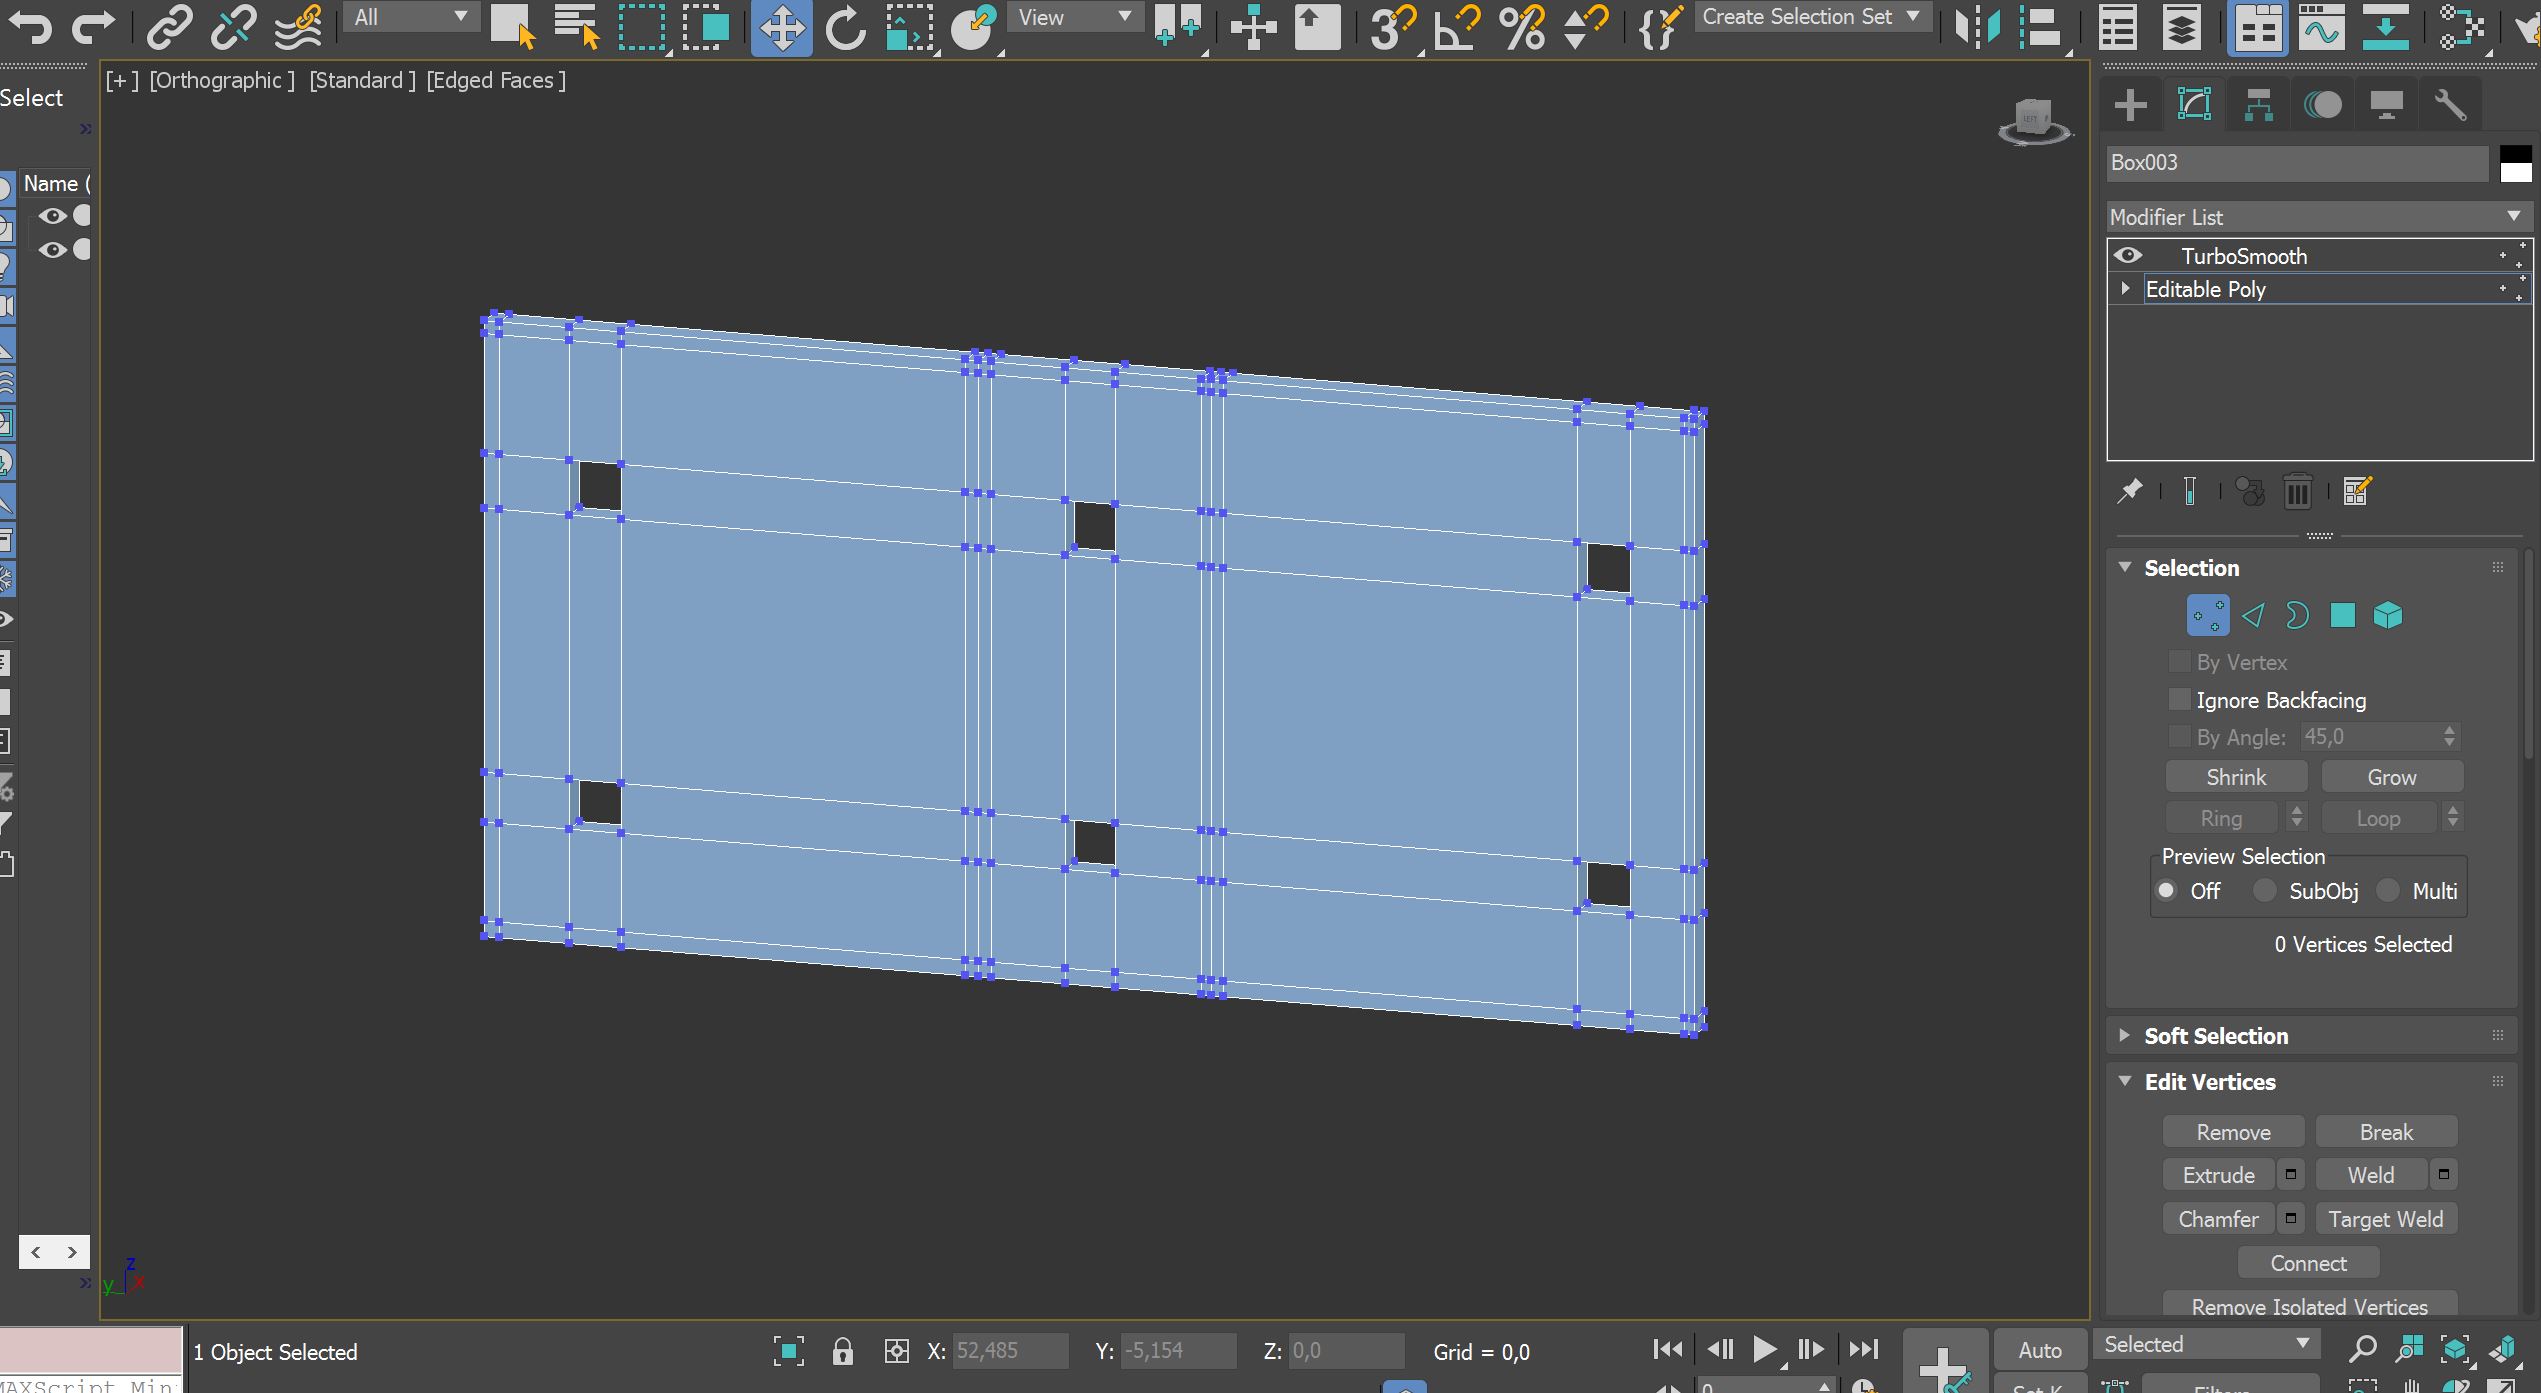 All
View
3
Create Selection Set
Select
Name (
[+] [Orthographic] [Standard] [Edged Faces]
LEFT
Box003
Modifier List
TurboSmooth
Editable Poly
Selection
By Vertex
Ignore Backfacing
By Angle: 45,0
Shrink Grow
Ring Loop
Preview Selection
Off SubObj Multi
0 Vertices Selected
Soft Selection
Edit Vertices
Remove Break
Extrude Weld
Chamfer Target Weld
Connect
Remove Isolated Vertices
z
y x
1 Object Selected
X: 52,485 Y: -5,154 Z: 0,0 Grid = 0,0
Auto
Selected
MAXScript Min
0
Set K
Filters